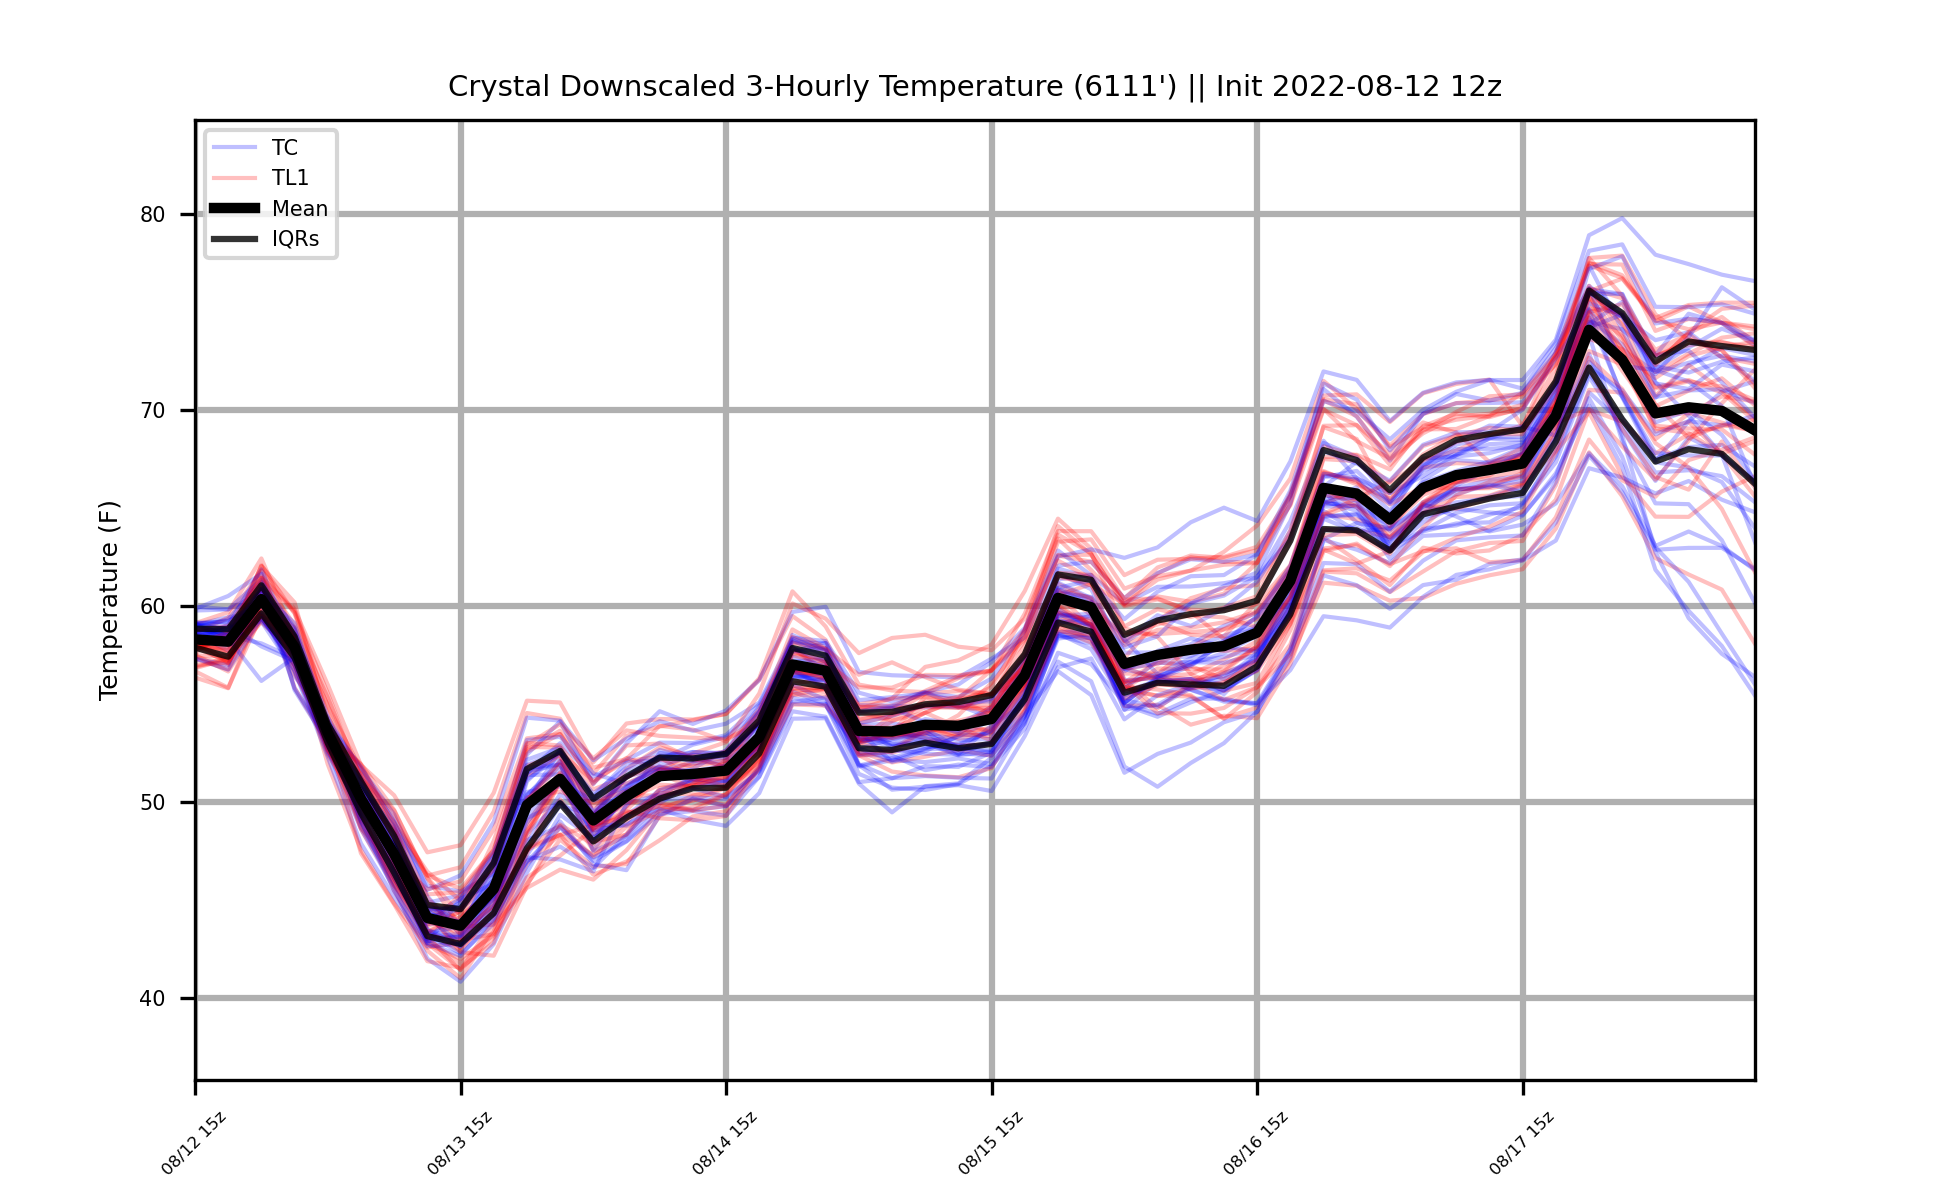 Crystal Downscaled 3-Hourly Temperature (6111') || Init 2022-08-12 12z
TC
TL1
Mean
IQRs
Temperature (F)
80
70
60
50
40
08/12 15z
08/13 15z
08/14 15z
08/15 15z
08/16 15z
08/17 15z